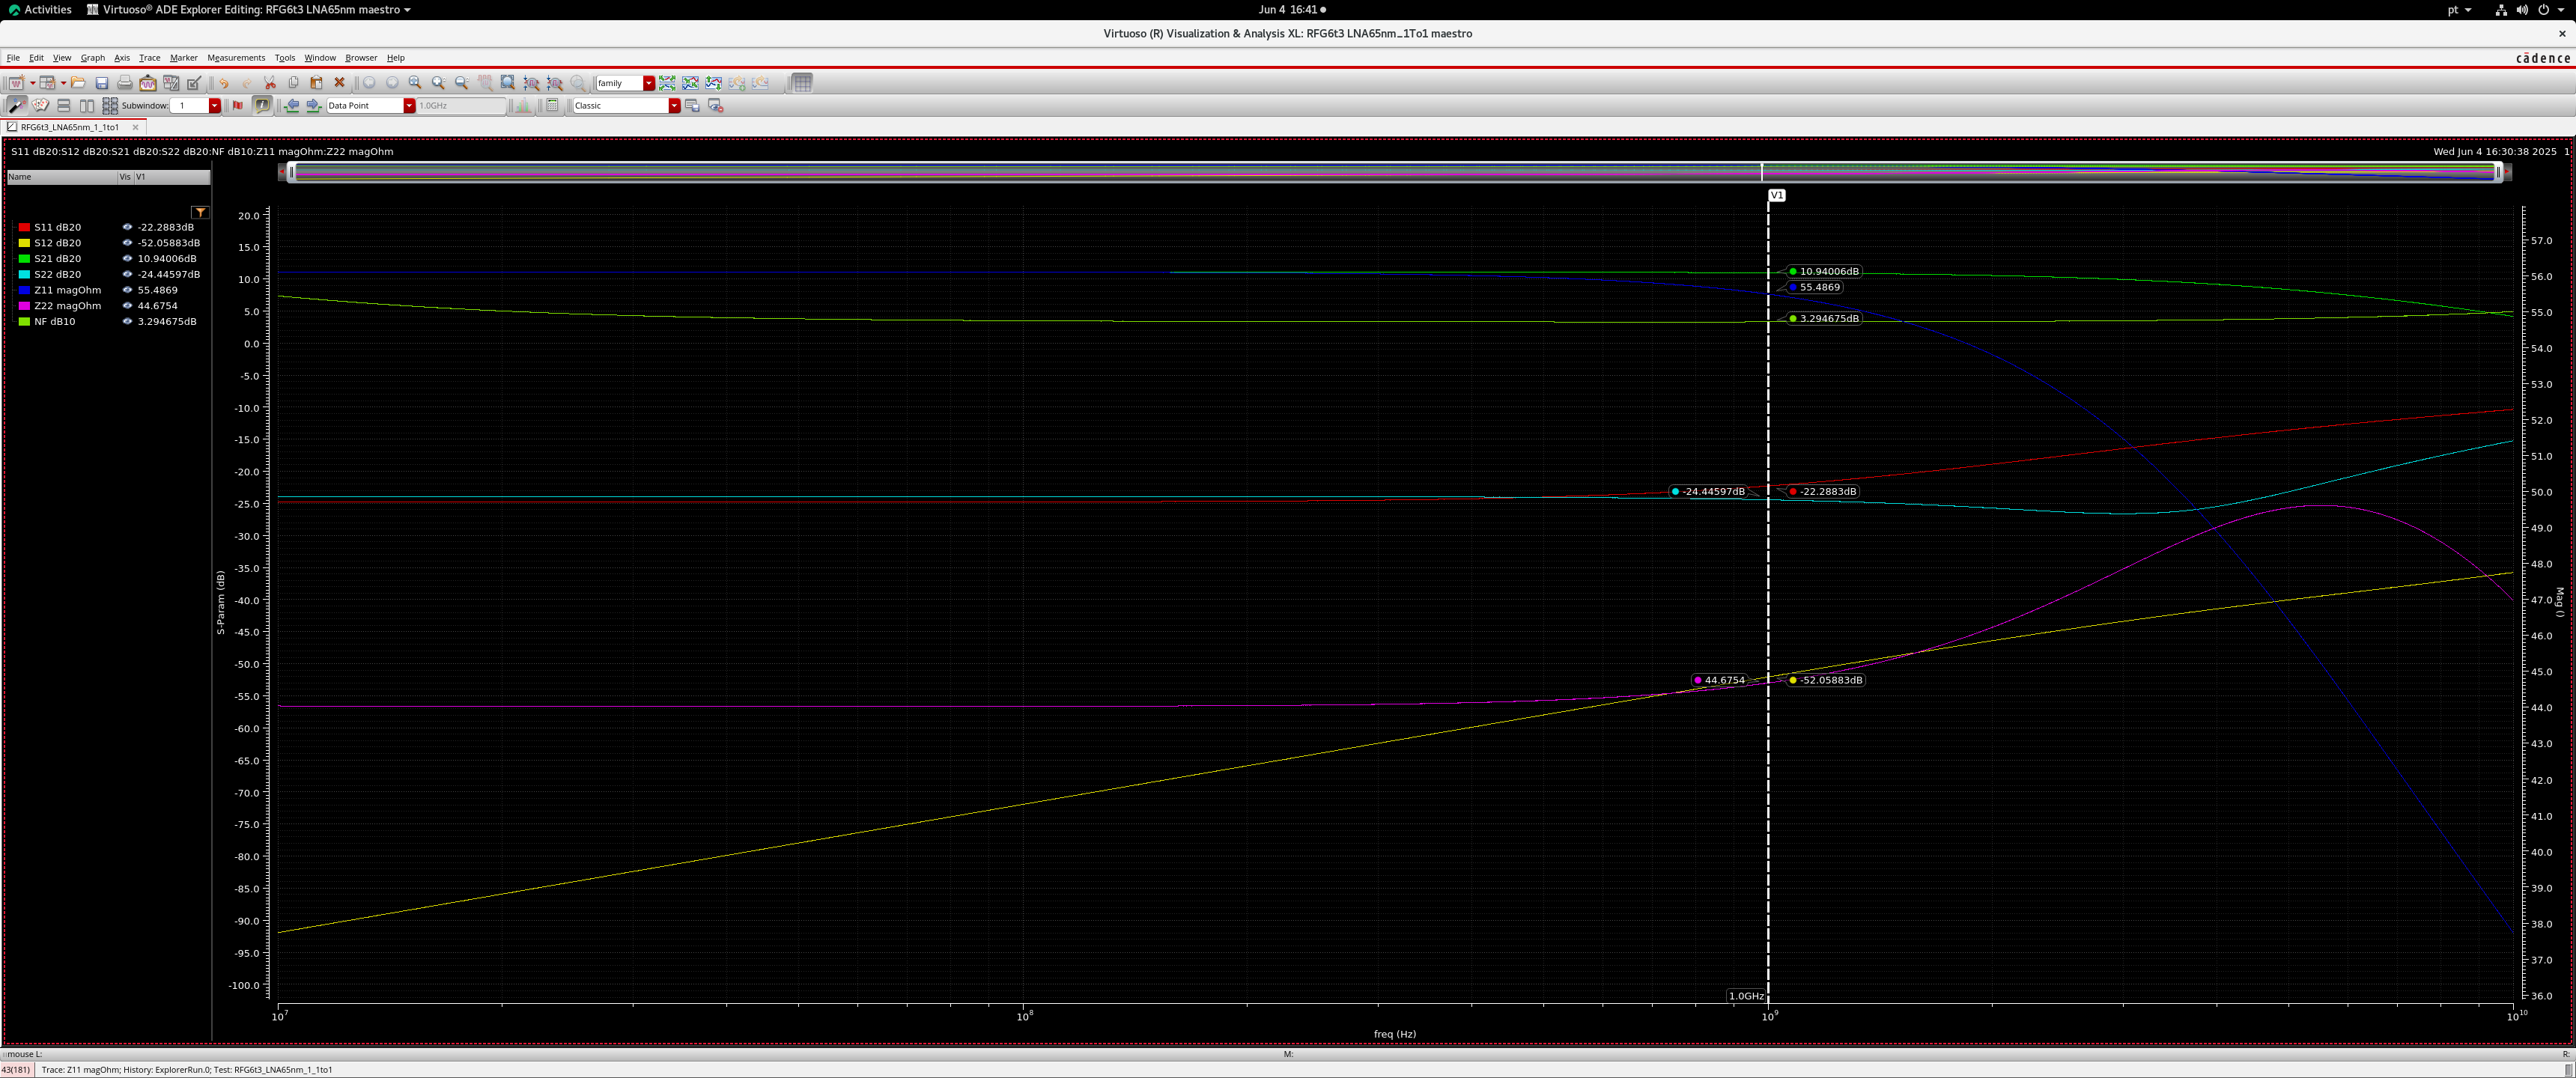 Activities Virtuoso® ADE Explorer Editing: RFG6t3 LNA65nm maestro Jun 4 16:41 pt
Virtuoso (R) Visualization & Analysis XL: RFG6t3 LNA65nm_1To1 maestro
File Edit View Graph Axis Trace Marker Measurements Tools Window Browser Help cādence
family
Subwindow: 1 Data Point 1.0GHz Classic
RFG6t3_LNA65nm_1_1to1
S11 dB20:S12 dB20:S21 dB20:S22 dB20:NF dB10:Z11 magOhm:Z22 magOhm
Wed Jun 4 16:30:38 2025 1
Name Vis V1
S11 dB20 -22.2883dB
S12 dB20 -52.05883dB
S21 dB20 10.94006dB
S22 dB20 -24.44597dB
Z11 magOhm 55.4869
Z22 magOhm 44.6754
NF dB10 3.294675dB
S-Param (dB)
20.0
15.0
10.0
5.0
0.0
-5.0
-10.0
-15.0
-20.0
-25.0
-30.0
-35.0
-40.0
-45.0
-50.0
-55.0
-60.0
-65.0
-70.0
-75.0
-80.0
-85.0
-90.0
-95.0
-100.0
V1
10.94006dB
55.4869
3.294675dB
-24.44597dB
-22.2883dB
44.6754
-52.05883dB
1.0GHz
57.0
56.0
55.0
54.0
53.0
52.0
51.0
50.0
49.0
48.0
47.0
46.0
45.0
44.0
43.0
42.0
41.0
40.0
39.0
38.0
37.0
36.0
Mag ()
10⁷ 10⁸ 10⁹ 10¹⁰
freq (Hz)
mouse L: M: R:
43(181) Trace: Z11 magOhm; History: ExplorerRun.0; Test: RFG6t3_LNA65nm_1_1to1